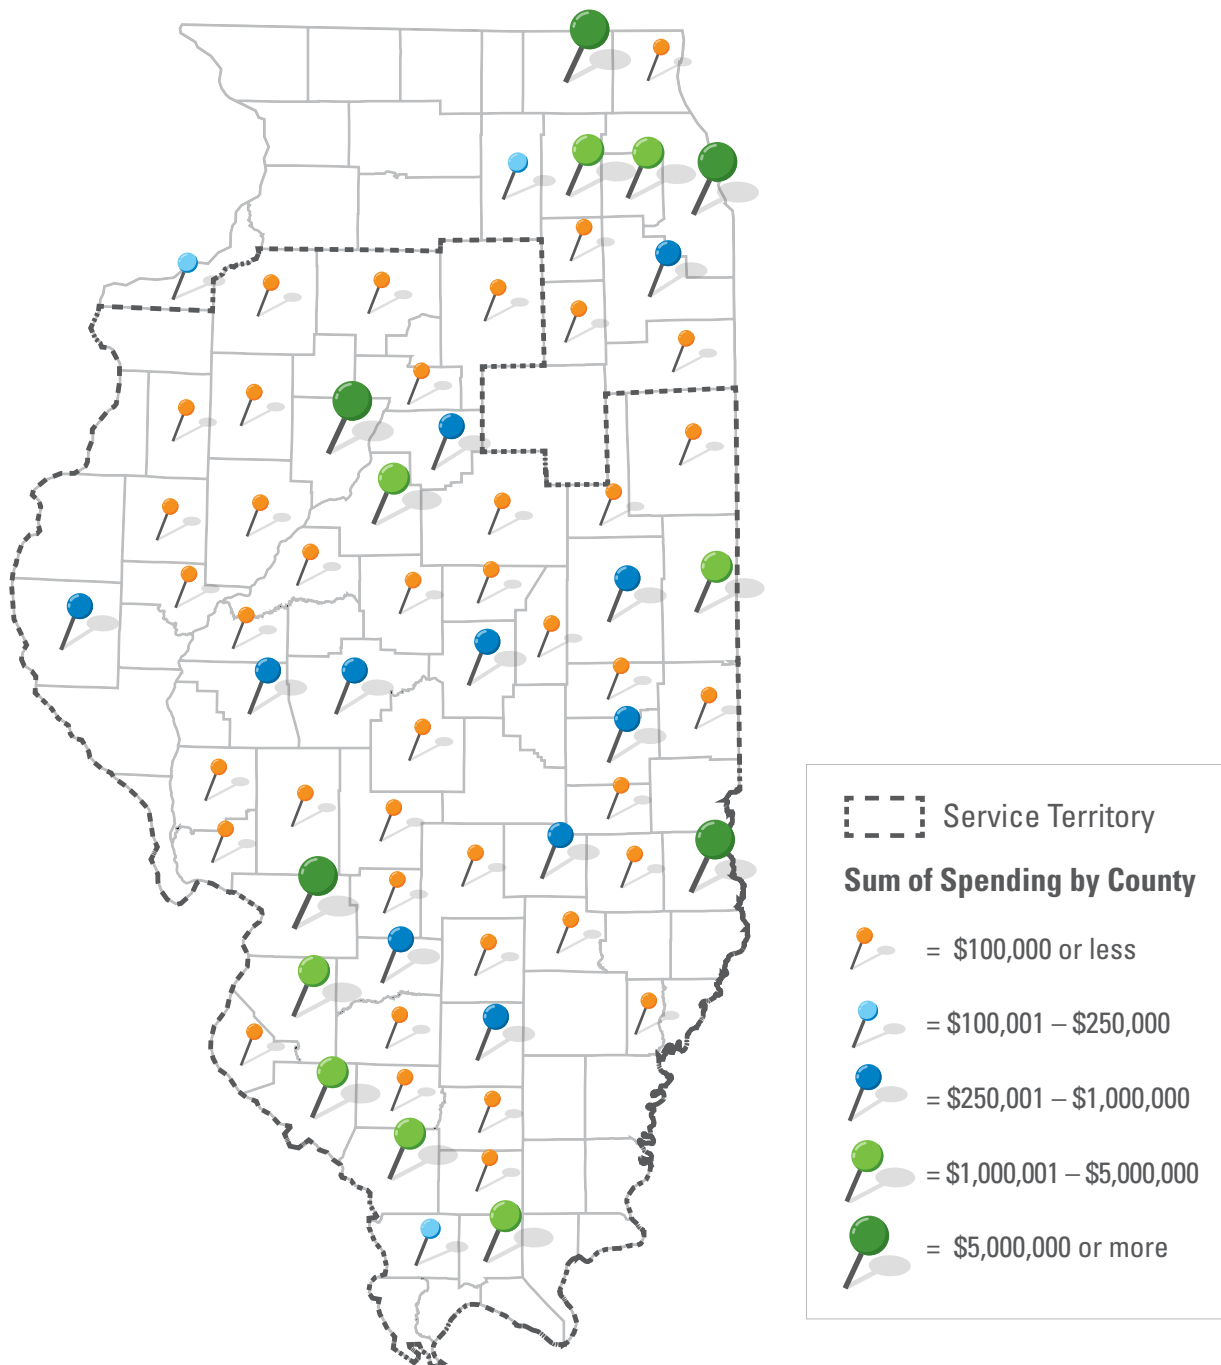 Service Territory
Sum of Spending by County
= $100,000 or less
= $100,001 – $250,000
= $250,001 – $1,000,000
= $1,000,001 – $5,000,000
= $5,000,000 or more